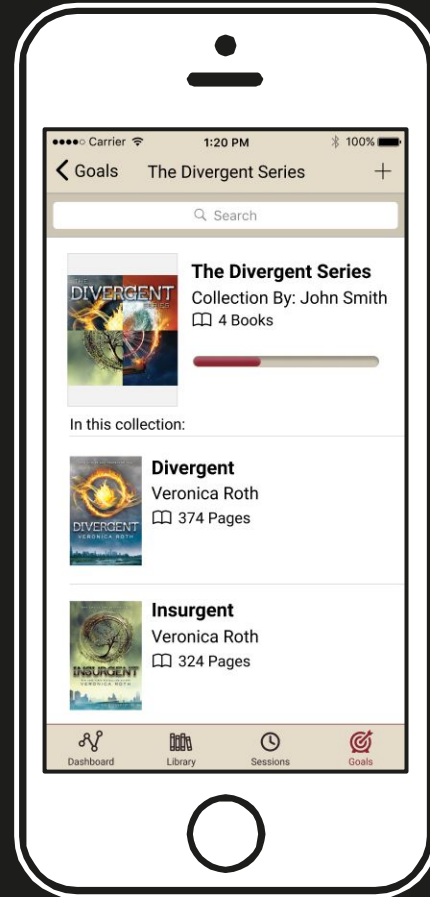 Carrier 1:20 PM 100%
Goals The Divergent Series +
Search
THE
DIVERGENT
SERIES
The Divergent Series
Collection By: John Smith
4 Books
In this collection:
DIVERGENT
VERONICA ROTH
Divergent
Veronica Roth
374 Pages
INSURGENT
VERONICA ROTH
Insurgent
Veronica Roth
324 Pages
Dashboard Library Sessions Goals